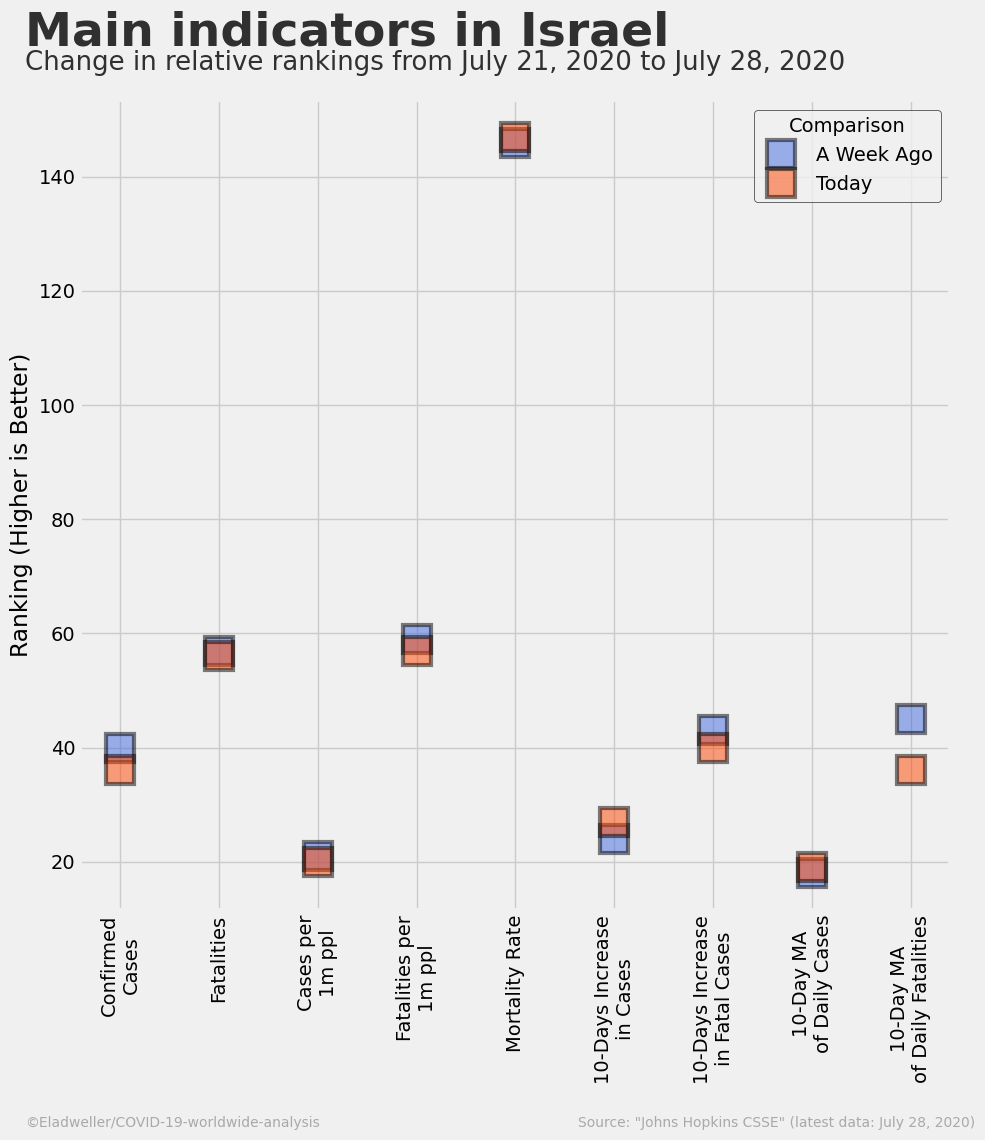 Main indicators in Israel
Change in relative rankings from July 21, 2020 to July 28, 2020
Comparison
A Week Ago
Today
Ranking (Higher is Better)
140
120
100
80
60
40
20
Confirmed
Cases
Fatalities
Cases per
1m ppl
Fatalities per
1m ppl
Mortality Rate
10-Days Increase
in Cases
10-Days Increase
in Fatal Cases
10-Day MA
of Daily Cases
10-Day MA
of Daily Fatalities
©Eladweller/COVID-19-worldwide-analysis
Source: "Johns Hopkins CSSE" (latest data: July 28, 2020)